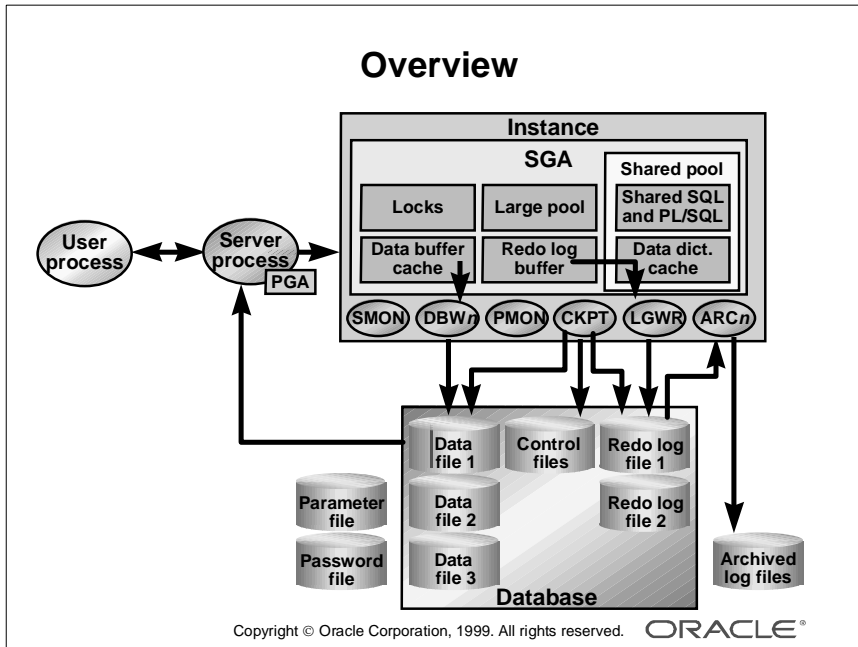 Overview
Instance
SGA
Shared pool
Locks
Large pool
Shared SQL
and PL/SQL
User
process
Server
process
PGA
Data buffer
cache
Redo log
buffer
Data dict.
cache
SMON
DBWn
PMON
CKPT
LGWR
ARCn
Data
file 1
Control
files
Redo log
file 1
Parameter
file
Data
file 2
Redo log
file 2
Password
file
Data
file 3
Archived
log files
Database
Copyright © Oracle Corporation, 1999. All rights reserved.
ORACLE®